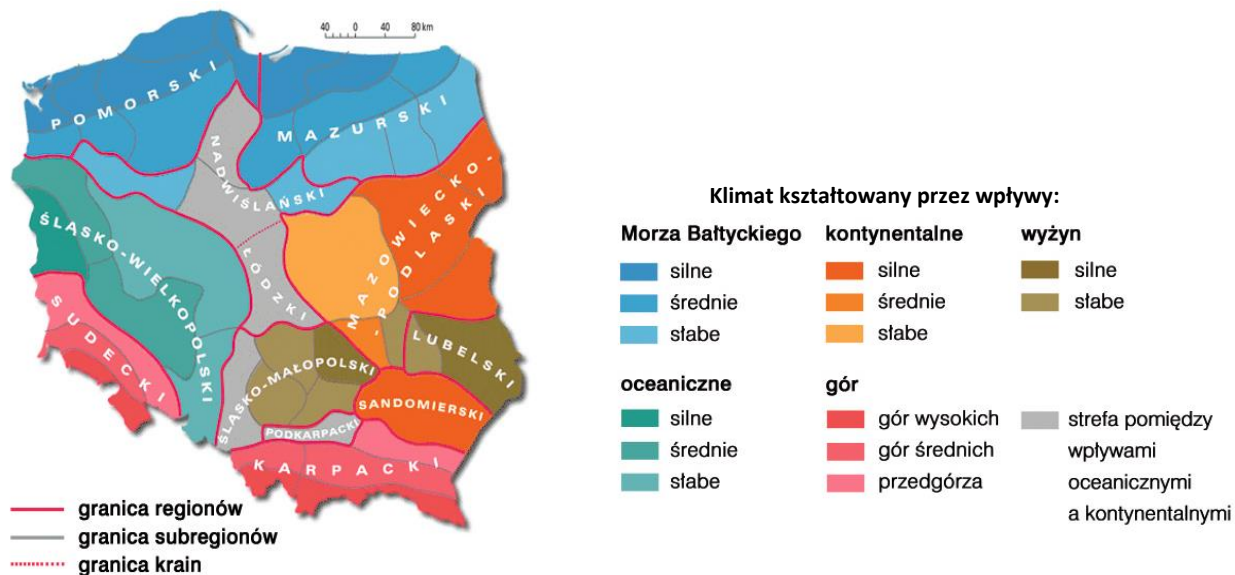 40 0 40 80 km
POMORSKI
MAZURSKI
NADWIŚLAŃSKI
MAZOWIECKO-
-PODLASKI
ŚLĄSKO-WIELKOPOLSKI
ŁÓDZKI
SUDECKI
LUBELSKI
ŚLĄSKO-MAŁOPOLSKI
SANDOMIERSKI
PODKARPACKI
KARPACKI
granica regionów
granica subregionów
granica krain
Klimat kształtowany przez wpływy:
Morza Bałtyckiego
silne
średnie
słabe
kontynentalne
silne
średnie
słabe
wyżyn
silne
słabe
oceaniczne
silne
średnie
słabe
gór
gór wysokich
gór średnich
przedgórza
strefa pomiędzy
wpływami
oceanicznymi
a kontynentalnymi